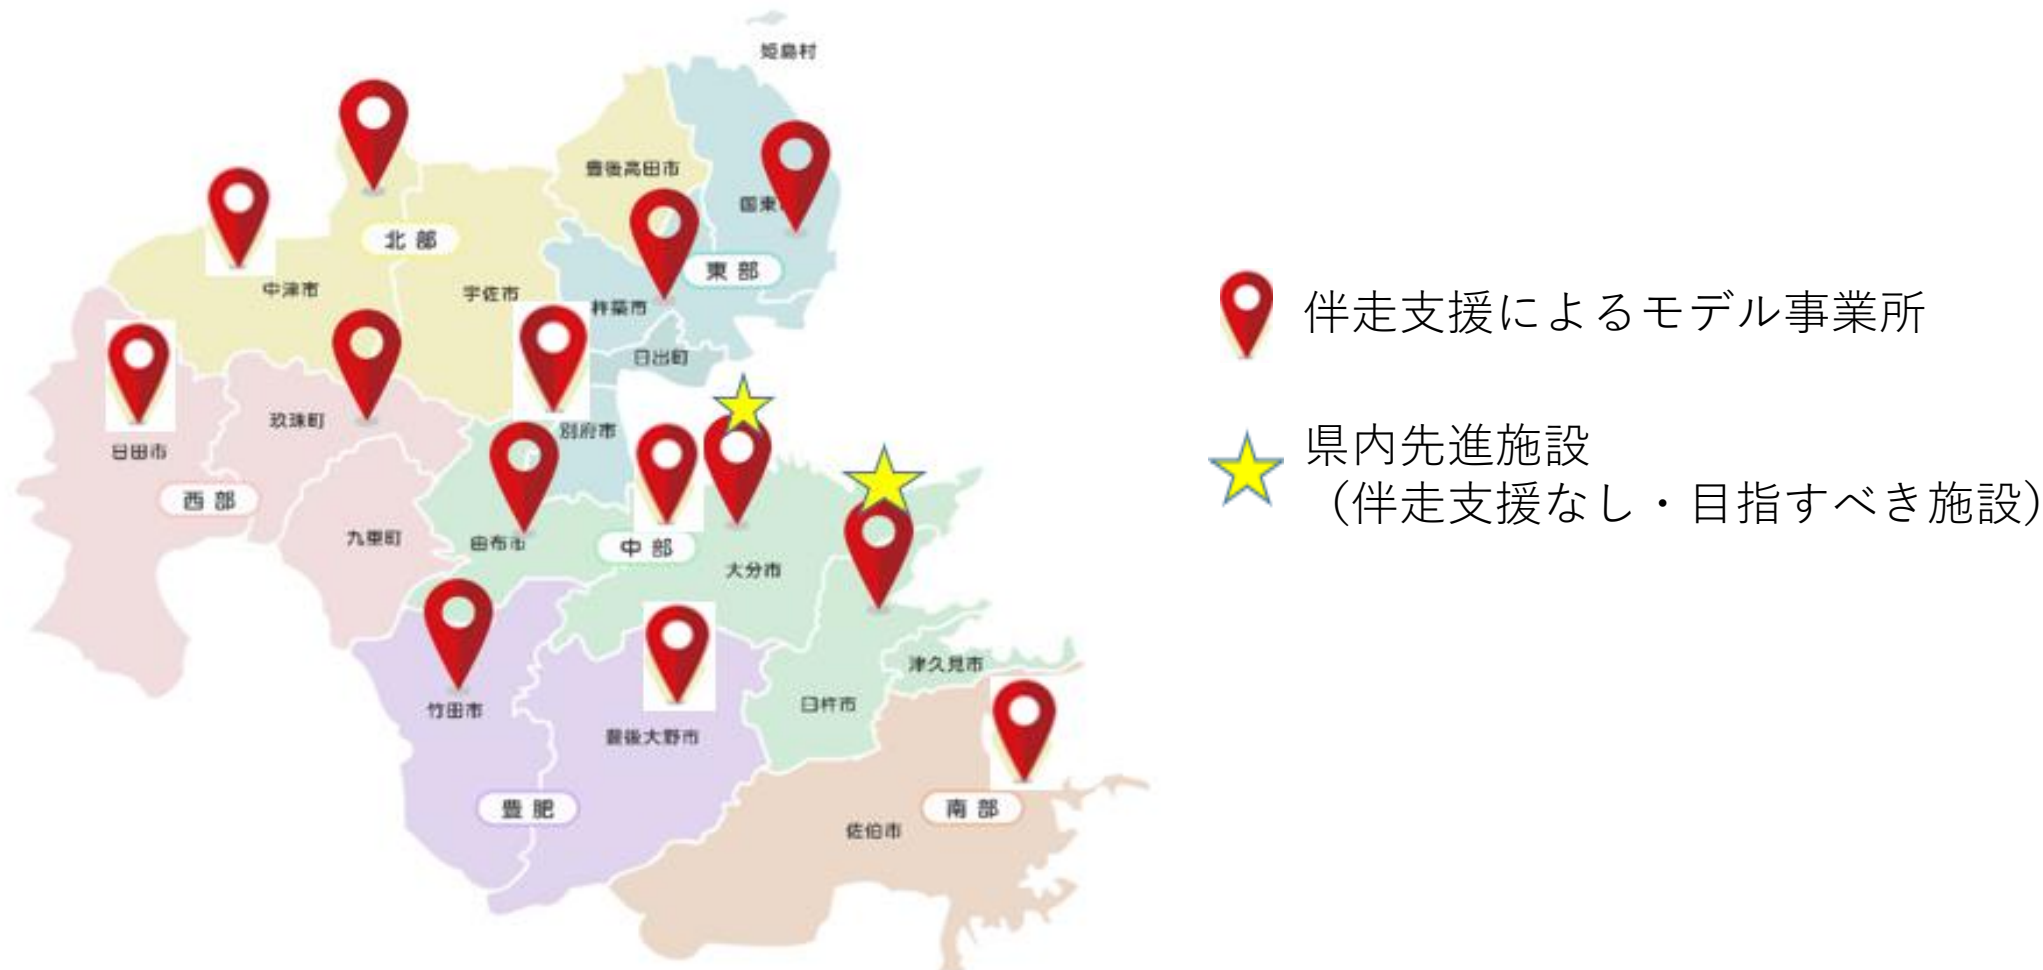 姫島村
豊後高田市
国東
北部
東部
中津市
宇佐市
杵築市
日出町
玖珠町
別府市
日田市
西部
九重町
由布市
中部
大分市
津久見市
竹田市
臼杵市
豊後大野市
豊肥
南部
佐伯市
伴走支援によるモデル事業所
県内先進施設
（伴走支援なし・目指すべき施設）